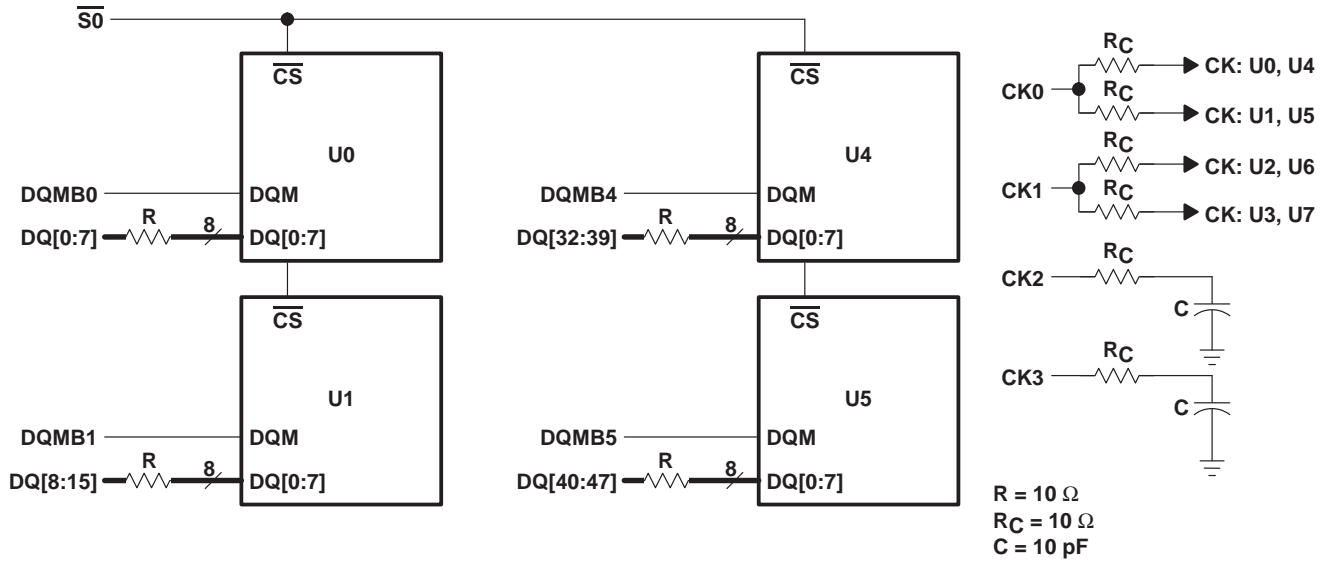 S0
CS
U0
DQMB0
DQM
R
8
DQ[0:7]
DQ[0:7]
CS
U4
DQMB4
DQM
R
8
DQ[32:39]
DQ[0:7]
CS
U1
DQMB1
DQM
R
8
DQ[8:15]
DQ[0:7]
CS
U5
DQMB5
DQM
R
8
DQ[40:47]
DQ[0:7]
RC
CK: U0, U4
CK0
RC
CK: U1, U5
RC
CK: U2, U6
CK1
RC
CK: U3, U7
RC
CK2
C
RC
CK3
C
R = 10 Ω
RC = 10 Ω
C = 10 pF